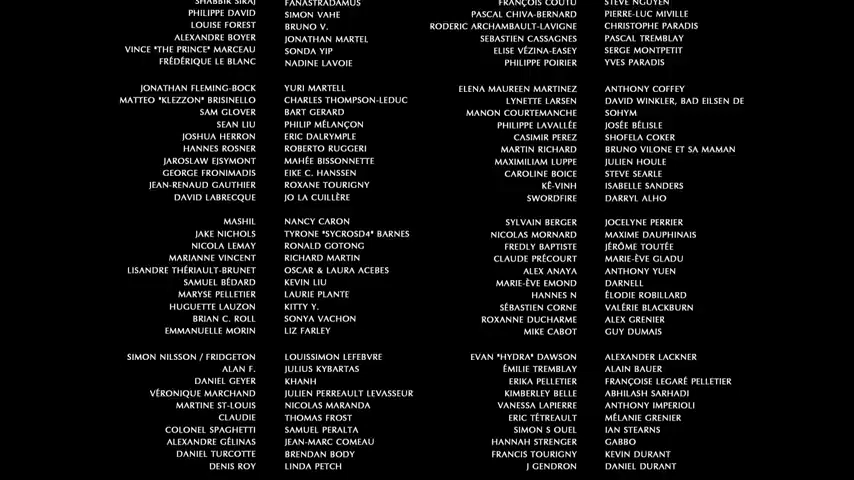 SHABBIR SIRAJ FANASTRADAMUS FRANÇOIS COUTU STEVE NGUYEN
PHILIPPE DAVID SIMON VAHE PASCAL CHIVA-BERNARD PIERRE-LUC MIVILLE
LOUISE FOREST BRUNO V. RODERIC ARCHAMBAULT-LAVIGNE CHRISTOPHE PARADIS
ALEXANDRE BOYER JONATHAN MARTEL SEBASTIEN CASSAGNES PASCAL TREMBLAY
VINCE "THE PRINCE" MARCEAU SONDA YIP ELISE VÉZINA-EASEY SERGE MONTPETIT
FRÉDÉRIQUE LE BLANC NADINE LAVOIE PHILIPPE POIRIER YVES PARADIS
JONATHAN FLEMING-BOCK YURI MARTELL ELENA MAUREEN MARTINEZ ANTHONY COFFEY
MATTEO "KLEZZON" BRISINELLO CHARLES THOMPSON-LEDUC LYNETTE LARSEN DAVID WINKLER, BAD EILSEN DE
SAM GLOVER BART GERARD MANON COURTEMANCHE SOHYM
SEAN LIU PHILIP MÉLANÇON PHILIPPE LAVALLÉE JOSÉE BÉLISLE
JOSHUA HERRON ERIC DALRYMPLE CASIMIR PEREZ SHOFELA COKER
HANNES ROSNER ROBERTO RUGGERI MARTIN RICHARD BRUNO VILONE ET SA MAMAN
JAROSLAW EJSYMONT MAHÉE BISSONNETTE MAXIMILIAM LUPPE JULIEN HOULE
GEORGE FRONIMADIS EIKE C. HANSSEN CAROLINE BOICE STEVE SEARLE
JEAN-RENAUD GAUTHIER ROXANE TOURIGNY KÊ-VINH ISABELLE SANDERS
DAVID LABRECQUE JO LA CUILLÈRE SWORDFIRE DARRYL ALHO
MASHIL NANCY CARON SYLVAIN BERGER JOCELYNE PERRIER
JAKE NICHOLS TYRONE "SYCROSD4" BARNES NICOLAS MORNARD MAXIME DAUPHINAIS
NICOLA LEMAY RONALD GOTONG FREDLY BAPTISTE JÉRÔME TOUTÉE
MARIANNE VINCENT RICHARD MARTIN CLAUDE PRÉCOURT MARIE-ÈVE GLADU
LISANDRE THÉRIAULT-BRUNET OSCAR & LAURA ACEBES ALEX ANAYA ANTHONY YUEN
SAMUEL BÉDARD KEVIN LIU MARIE-ÈVE EMOND DARNELL
MARYSE PELLETIER LAURIE PLANTE HANNES N ÉLODIE ROBILLARD
HUGUETTE LAUZON KITTY Y. SÉBASTIEN CORNE VALÉRIE BLACKBURN
BRIAN C. ROLL SONYA VACHON ROXANNE DUCHARME ALEX GRENIER
EMMANUELLE MORIN LIZ FARLEY MIKE CABOT GUY DUMAIS
SIMON NILSSON / FRIDGETON LOUISSIMON LEFEBVRE EVAN "HYDRA" DAWSON ALEXANDER LACKNER
ALAN F. JULIUS KYBARTAS ÉMILIE TREMBLAY ALAIN BAUER
DANIEL GEYER KHANH ERIKA PELLETIER FRANÇOISE LEGARÉ PELLETIER
VÉRONIQUE MARCHAND JULIEN PERREAULT LEVASSEUR KIMBERLEY BELLE ABHILASH SARHADI
MARTINE ST-LOUIS NICOLAS MARANDA VANESSA LAPIERRE ANTHONY IMPERIOLI
CLAUDIE THOMAS FROST ERIC TÉTREAULT MÉLANIE GRENIER
COLONEL SPAGHETTI SAMUEL PERALTA SIMON S OUEL IAN STEARNS
ALEXANDRE GÉLINAS JEAN-MARC COMEAU HANNAH STRENGER GABBO
DANIEL TURCOTTE BRENDAN BODY FRANCIS TOURIGNY KEVIN DURANT
DENIS ROY LINDA PETCH J GENDRON DANIEL DURANT